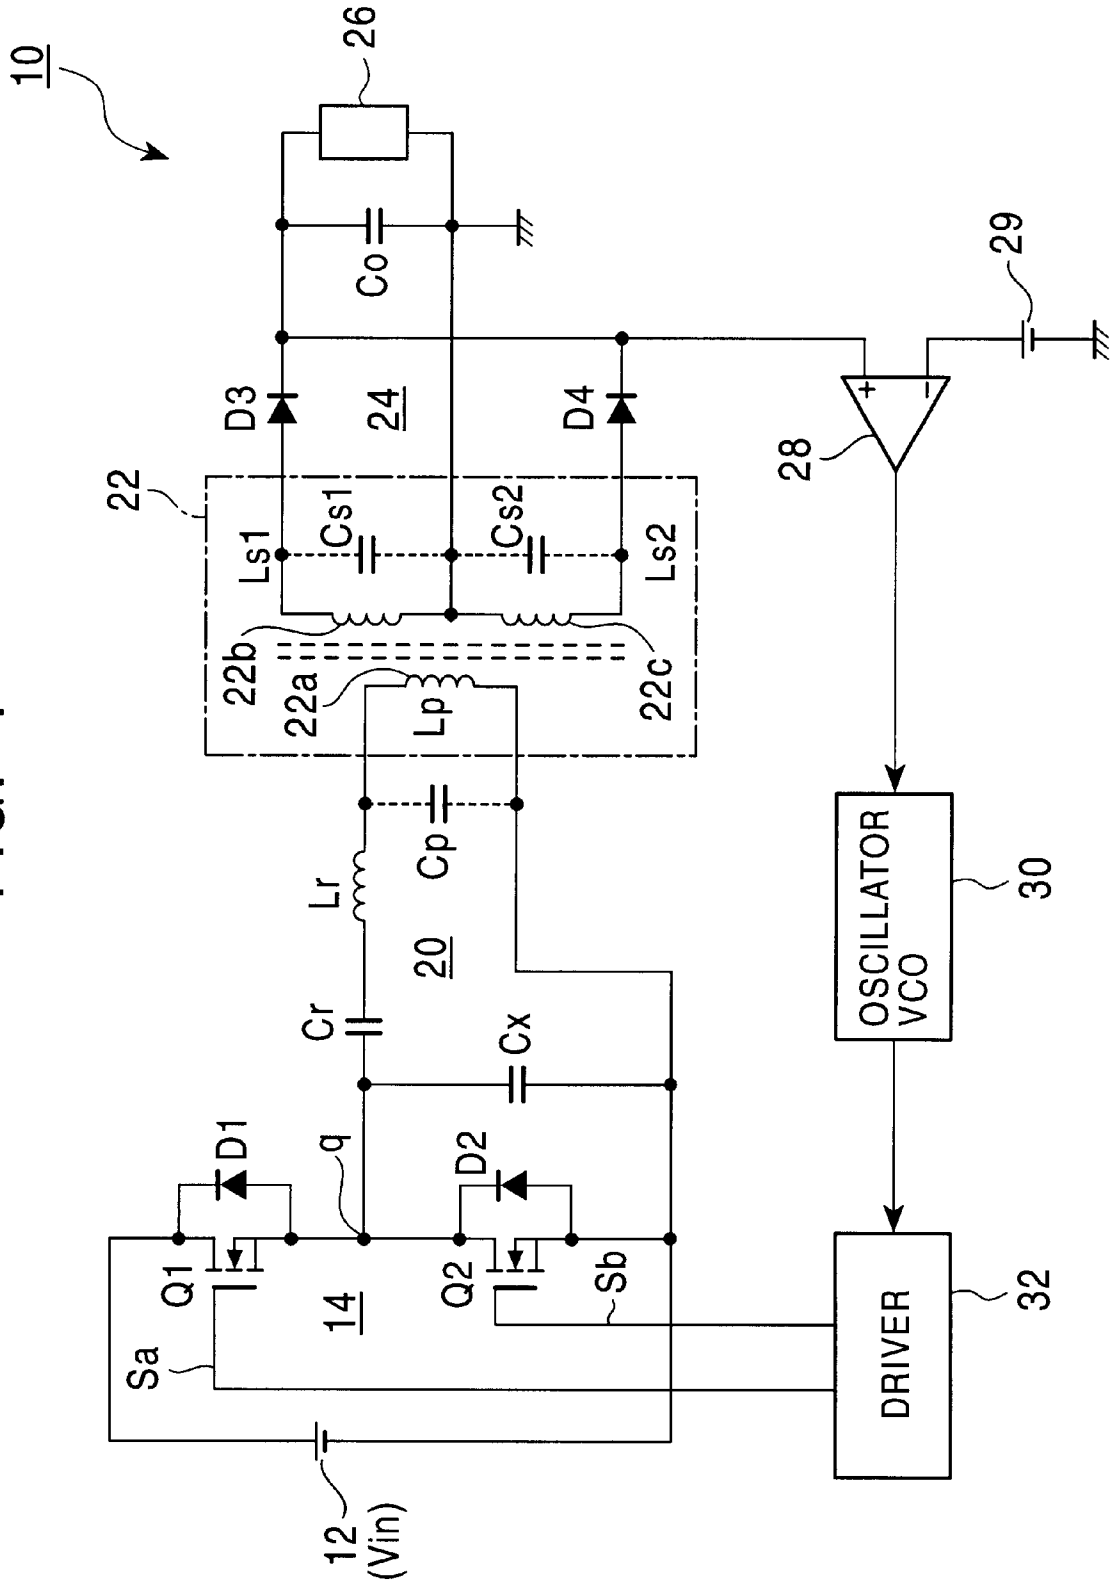 10
26
Co
D3
24
D4
29
28
22
Ls1
Cs1
Cs2
Ls2
22b
22a
Lp
22c
Cp
Lr
20
Cr
Cx
OSCILLATOR
VCO
30
D1
q
D2
Q1
14
Q2
Sb
Sa
DRIVER
32
12
(Vin)
+
−